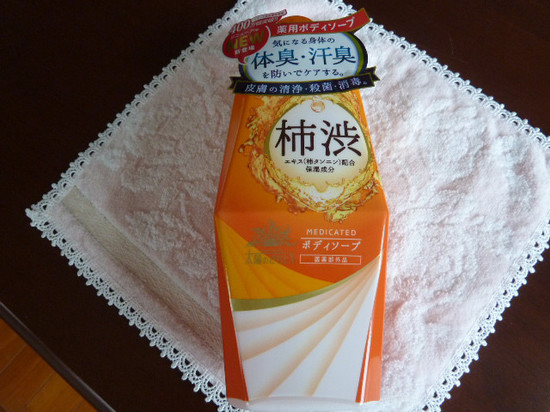 NEW
薬用ボディソープ
気になる身体の
体臭・汗臭
を防いでケアする。
皮膚の清浄・殺菌・消毒。
柿渋
エキス(柿タンニン)配合
保湿成分
MEDICATED
ボディソープ
医薬部外品